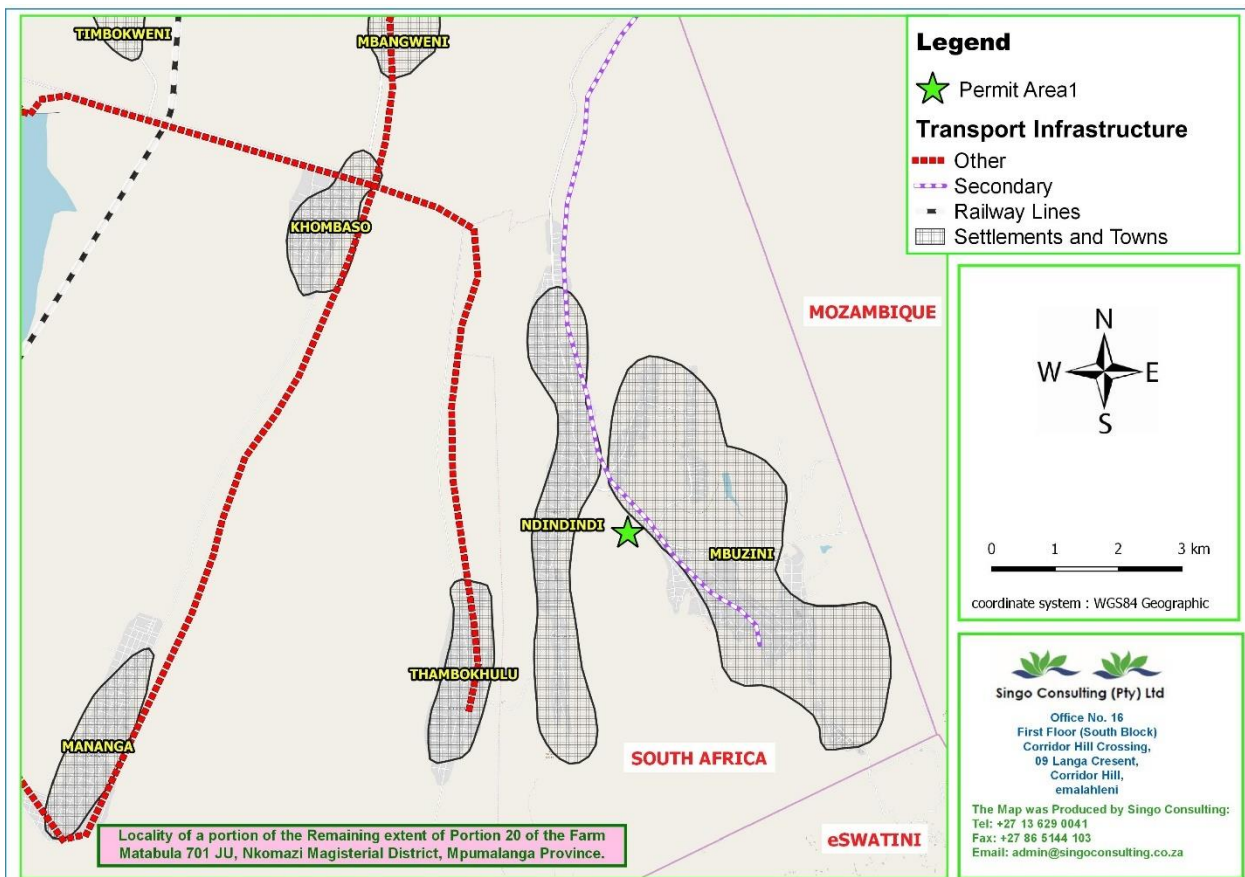 TIMBOKWENI
MBANGWENI
KHOMBASO
MOZAMBIQUE
NDINDINDI
MBUZINI
THAMBOKHULU
MANANGA
SOUTH AFRICA
eSWATINI
Locality of a portion of the Remaining extent of Portion 20 of the Farm
Matabula 701 JU, Nkomazi Magisterial District, Mpumalanga Province.
Legend
Permit Area1
Transport Infrastructure
Other
Secondary
Railway Lines
Settlements and Towns
N
W E
S
0 1 2 3 km
coordinate system : WGS84 Geographic
Singo Consulting (Pty) Ltd
Office No. 16
First Floor (South Block)
Corridor Hill Crossing,
09 Langa Cresent,
Corridor Hill,
emalahleni
The Map was Produced by Singo Consulting:
Tel: +27 13 629 0041
Fax: +27 86 5144 103
Email: admin@singoconsulting.co.za